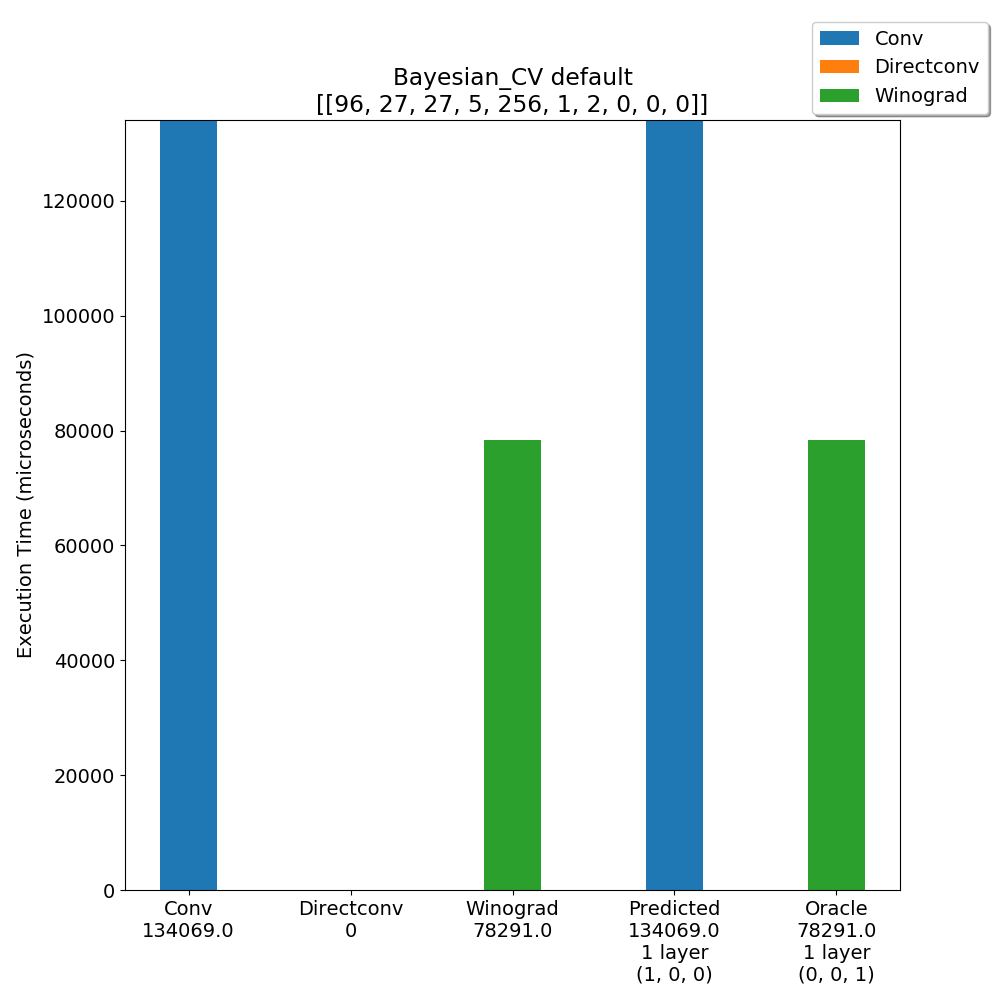 Conv
Directconv
Winograd
Bayesian_CV default
[[96, 27, 27, 5, 256, 1, 2, 0, 0, 0]]
Execution Time (microseconds)
120000
100000
80000
60000
40000
20000
0
Conv
134069.0
Directconv
0
Winograd
78291.0
Predicted
134069.0
1 layer
(1, 0, 0)
Oracle
78291.0
1 layer
(0, 0, 1)